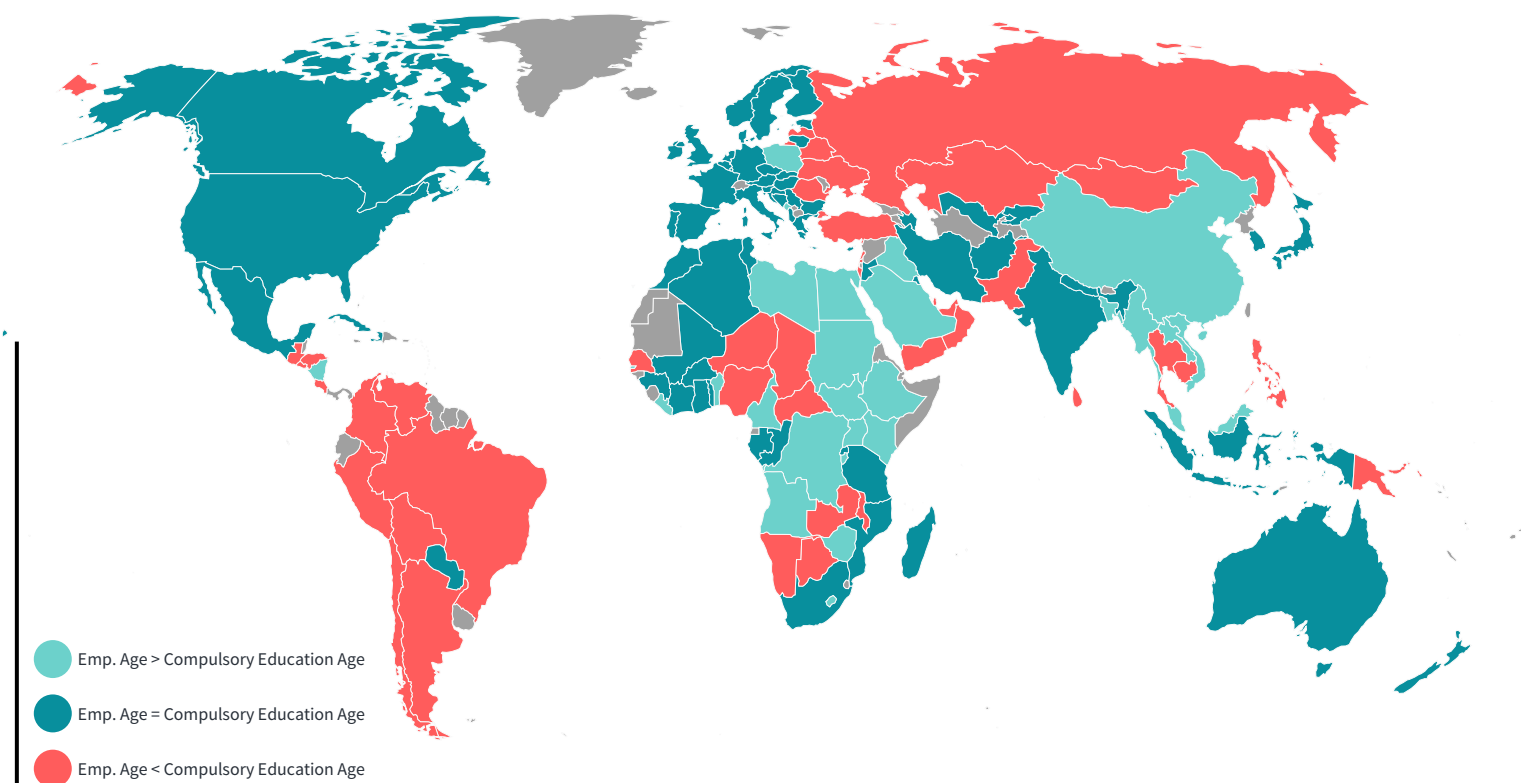 Emp. Age > Compulsory Education Age
Emp. Age = Compulsory Education Age
Emp. Age < Compulsory Education Age